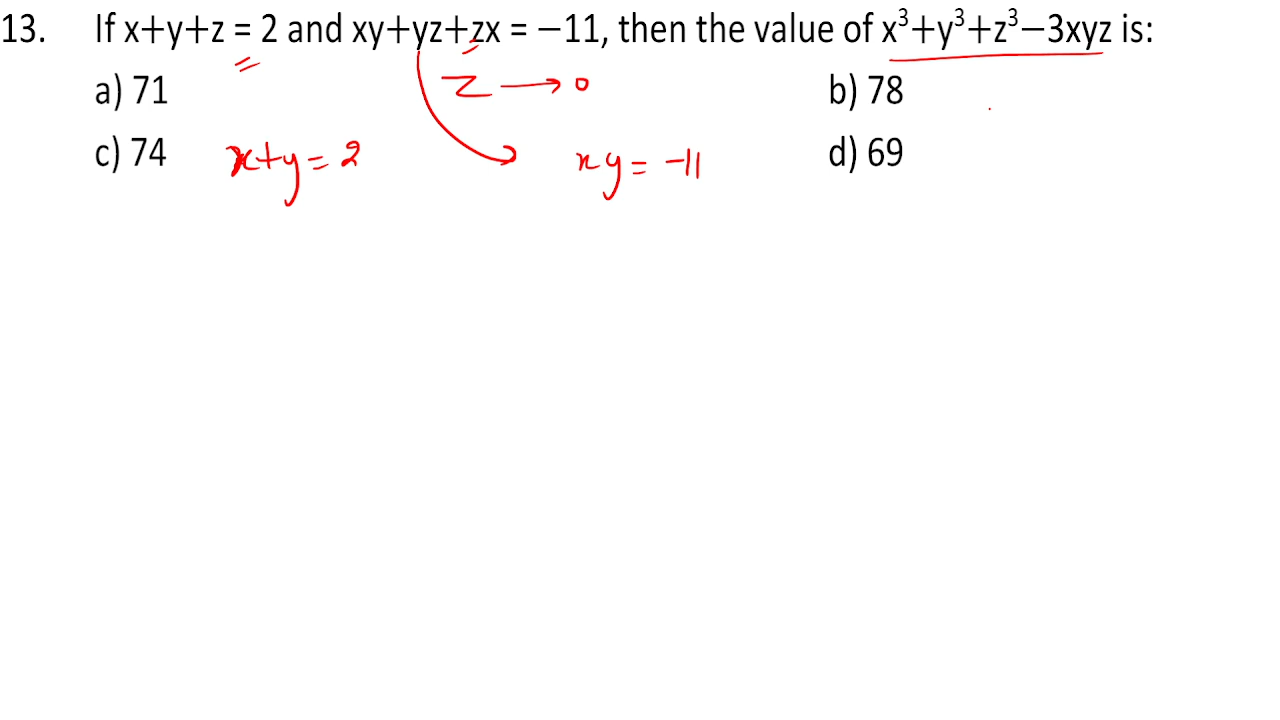 13. If x+y+z = 2 and xy+yz+zx = −11, then the value of x³+y³+z³−3xyz is:
a) 71 z → 0 b) 78
c) 74 x+y = 2 xy = -11 d) 69